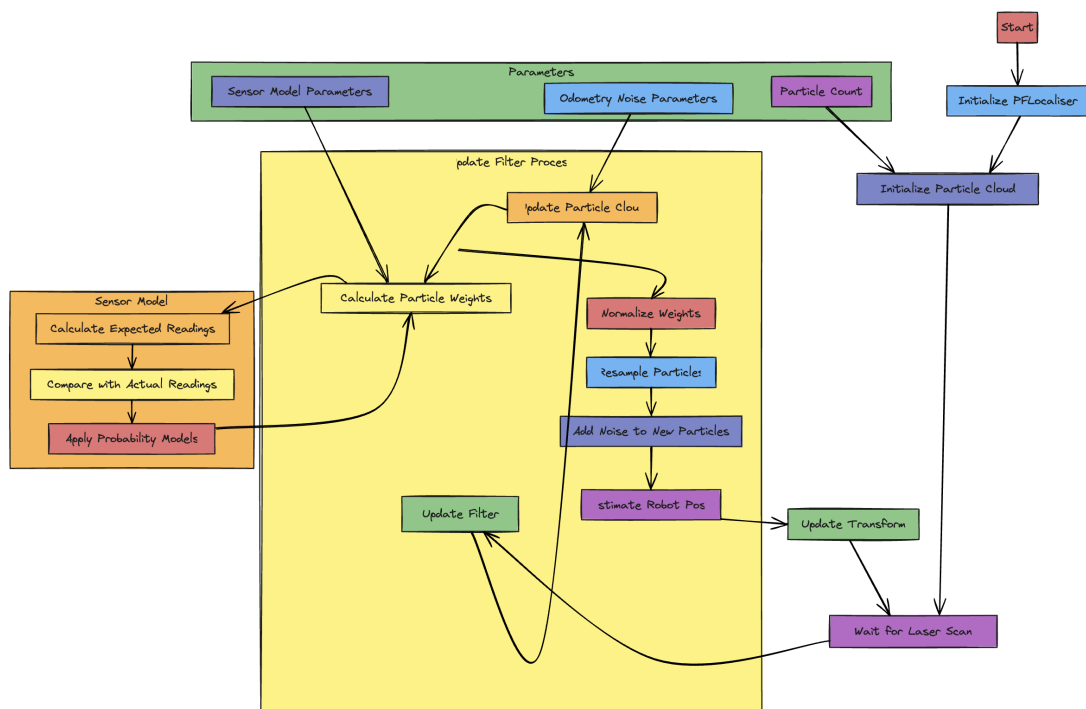 Start
Parameters
Sensor Model Parameters
Odometry Noise Parameters
Particle Count
Initialize PFLocaliser
pdate Filter Proces
Initialize Particle Cloud
pdate Particle Clou
Calculate Particle Weights
Sensor Model
Calculate Expected Readings
Normalize Weights
Compare with Actual Readings
Resample Particles
Apply Probability Models
Add Noise to New Particles
stimate Robot Pos
Update Filter
Update Transform
Wait for Laser Scan